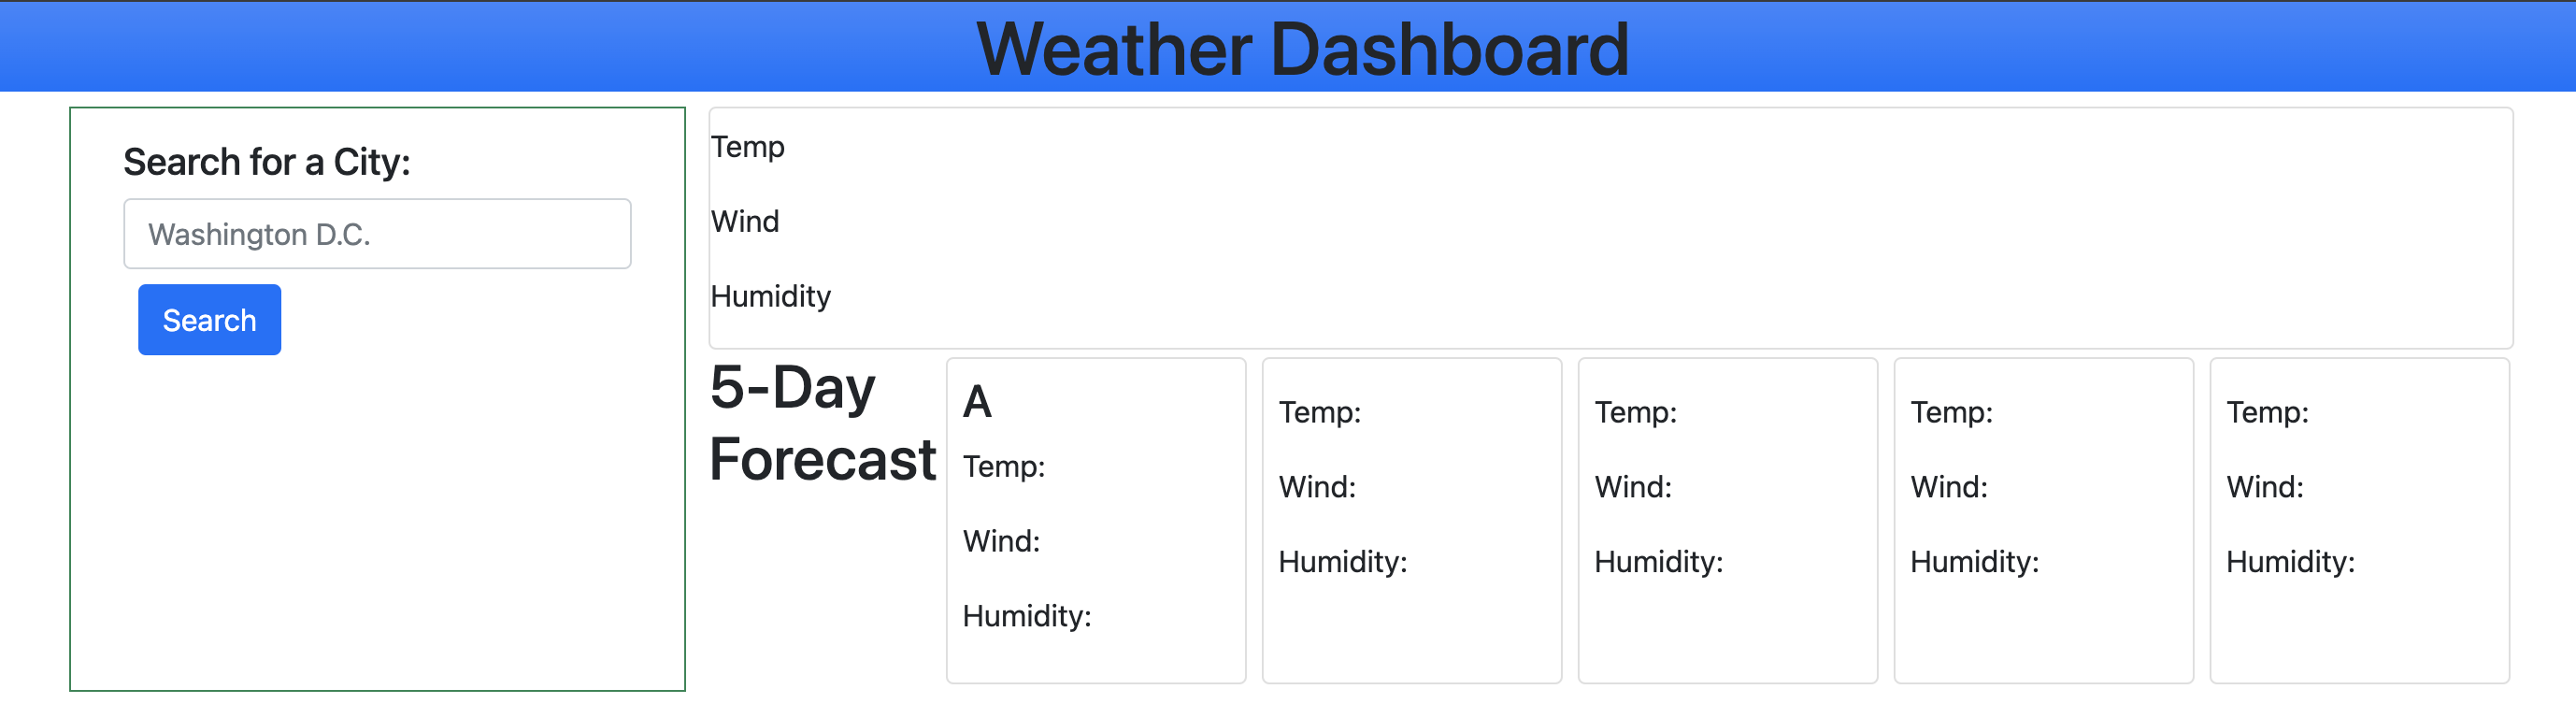 Weather Dashboard
Search for a City:
Washington D.C.
Search
Temp
Wind
Humidity
5-Day
Forecast
A
Temp:
Wind:
Humidity:
Temp:
Wind:
Humidity:
Temp:
Wind:
Humidity:
Temp:
Wind:
Humidity:
Temp:
Wind:
Humidity: